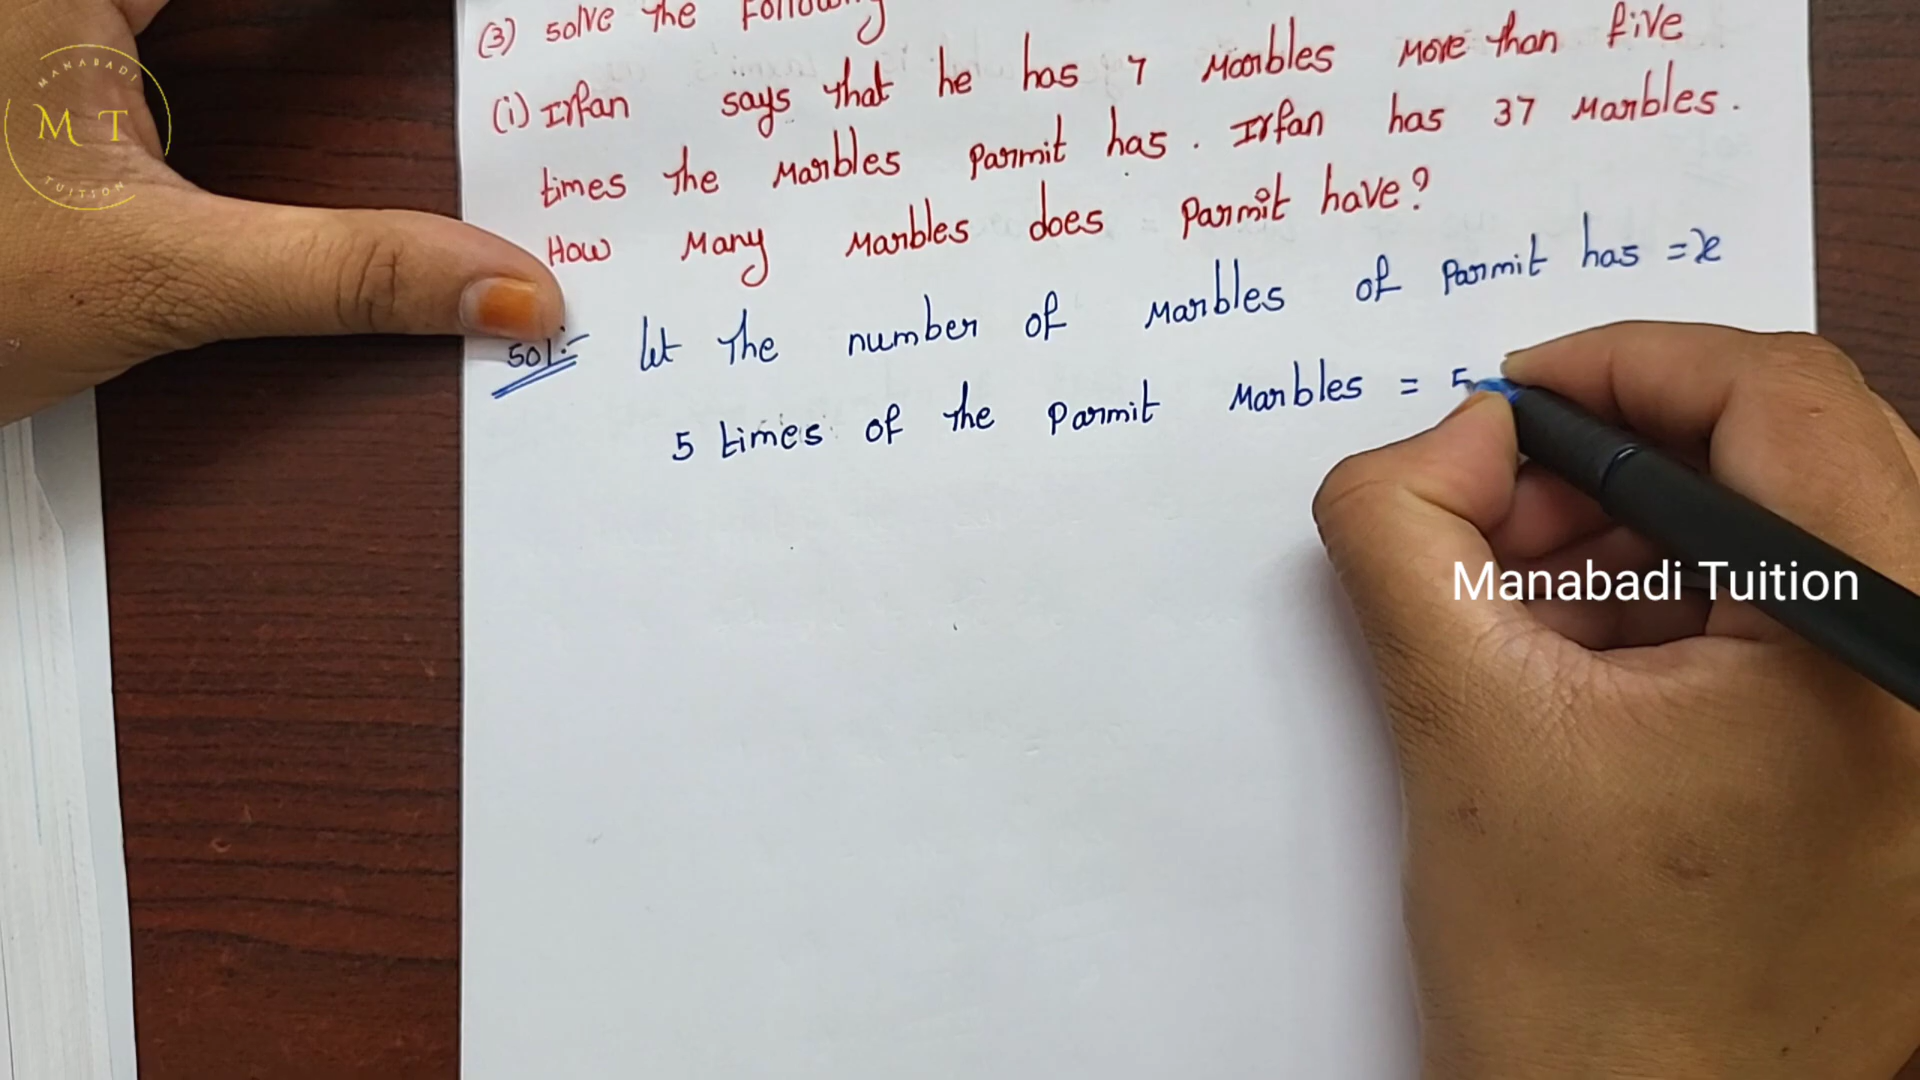 (3) solve the following
(i) Irfan says that he has 7 Marbles More than five
times the Marbles Parmit has. Irfan has 37 Marbles.
How Many Marbles does Parmit have?
Sol:- let the number of Marbles of Parmit has = x
5 times of the Parmit Marbles = 5
MANABADI
M T
TUITION
Manabadi Tuition